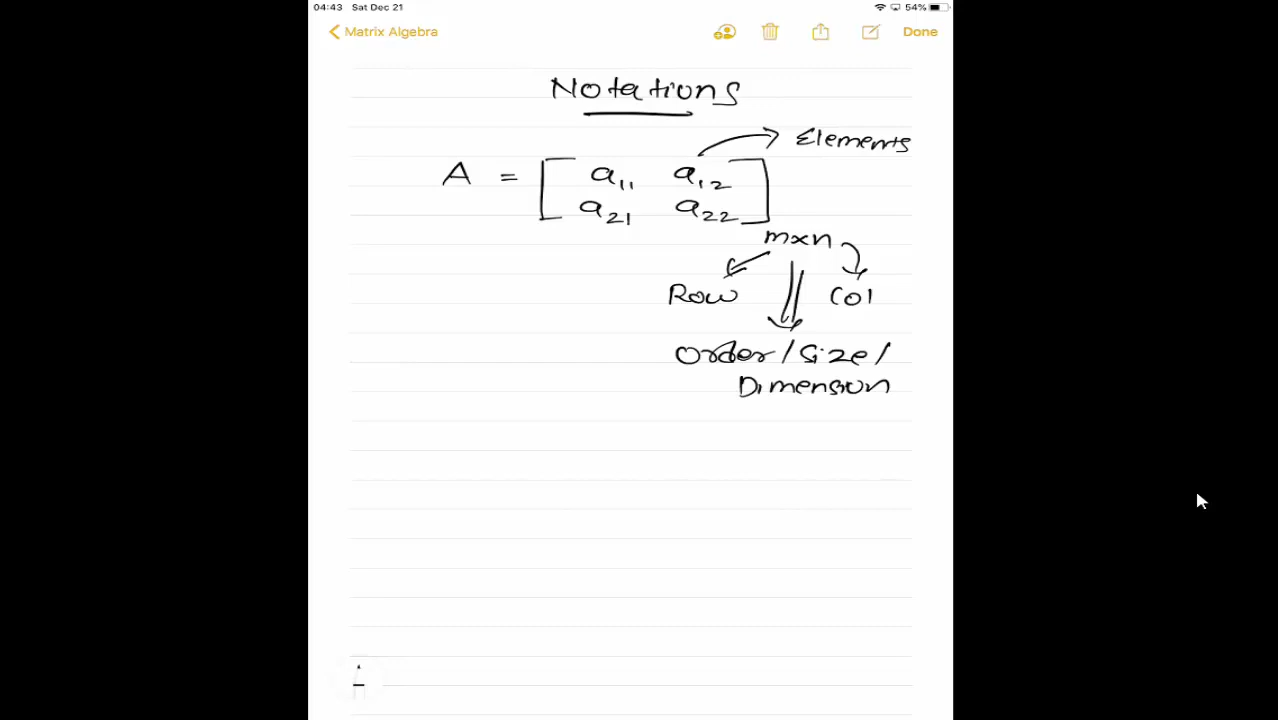 04:43 Sat Dec 21 54%
Matrix Algebra Done
Notations
Elements
A = [ a11 a12
a21 a22 ]
mxn
Row Col
Order/Size/
Dimension